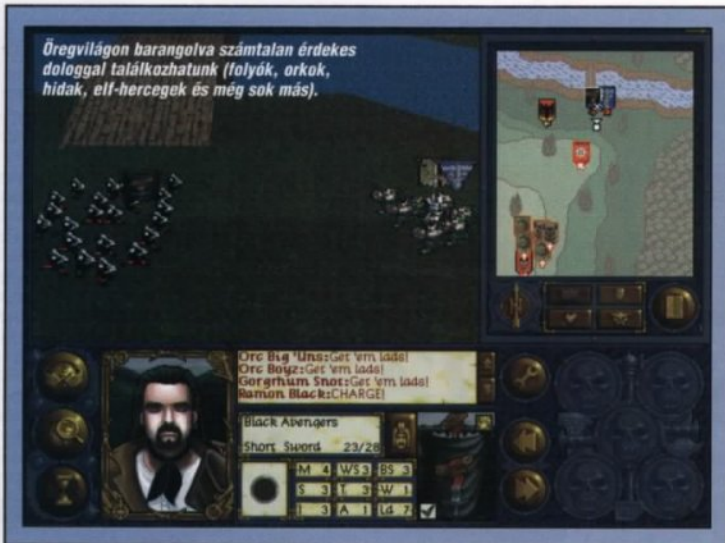 Öregvilágon barangolva számtalan érdekes
dologgal találkozhatunk (folyók, orkok,
hidak, elf-hercegek és még sok más).
Orc Big 'Uns:Get 'em lads!
Orc Boyz:Get 'em lads!
Gorghum Snot:Get 'em lads!
Ramon Black:CHARGE!
Black Avengers
Short Sword 23/28
M 4 WS 3 BS 3
S 3 T 3 W 1
I 3 A 1 Ld 7